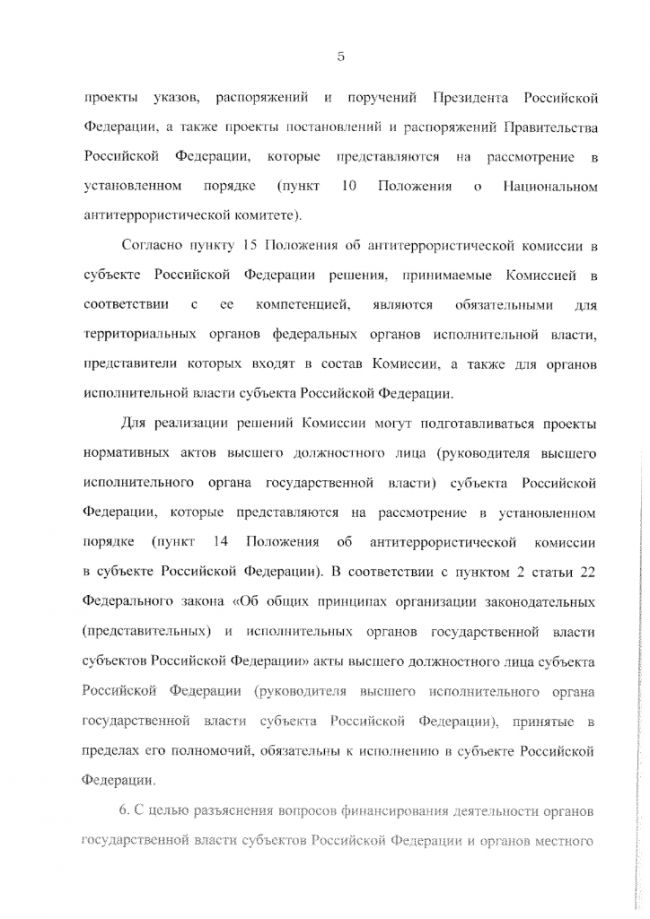 5
проекты указов, распоряжений и поручений Президента Российской
Федерации, а также проекты постановлений и распоряжений Правительства
Российской Федерации, которые представляются на рассмотрение в
установленном порядке (пункт 10 Положения о Национальном
антитеррористической комитете).
Согласно пункту 15 Положения об антитеррористической комиссии в
субъекте Российской Федерации решения, принимаемые Комиссией в
соответствии с ее компетенцией, являются обязательными для
территориальных органов федеральных органов исполнительной власти,
представители которых входят в состав Комиссии, а также для органов
исполнительной власти субъекта Российской Федерации.
Для реализации решений Комиссии могут подготавливаться проекты
нормативных актов высшего должностного лица (руководителя высшего
исполнительного органа государственной власти) субъекта Российской
Федерации, которые представляются на рассмотрение в установленном
порядке (пункт 14 Положения об антитеррористической комиссии
в субъекте Российской Федерации). В соответствии с пунктом 2 статьи 22
Федерального закона «Об общих принципах организации законодательных
(представительных) и исполнительных органов государственной власти
субъектов Российской Федерации» акты высшего должностного лица субъекта
Российской Федерации (руководителя высшего исполнительного органа
государственной власти субъекта Российской Федерации), принятые в
пределах его полномочий, обязательны к исполнению в субъекте Российской
Федерации.
6. С целью разъяснения вопросов финансирования деятельности органов
государственной власти субъектов Российской Федерации и органов местного